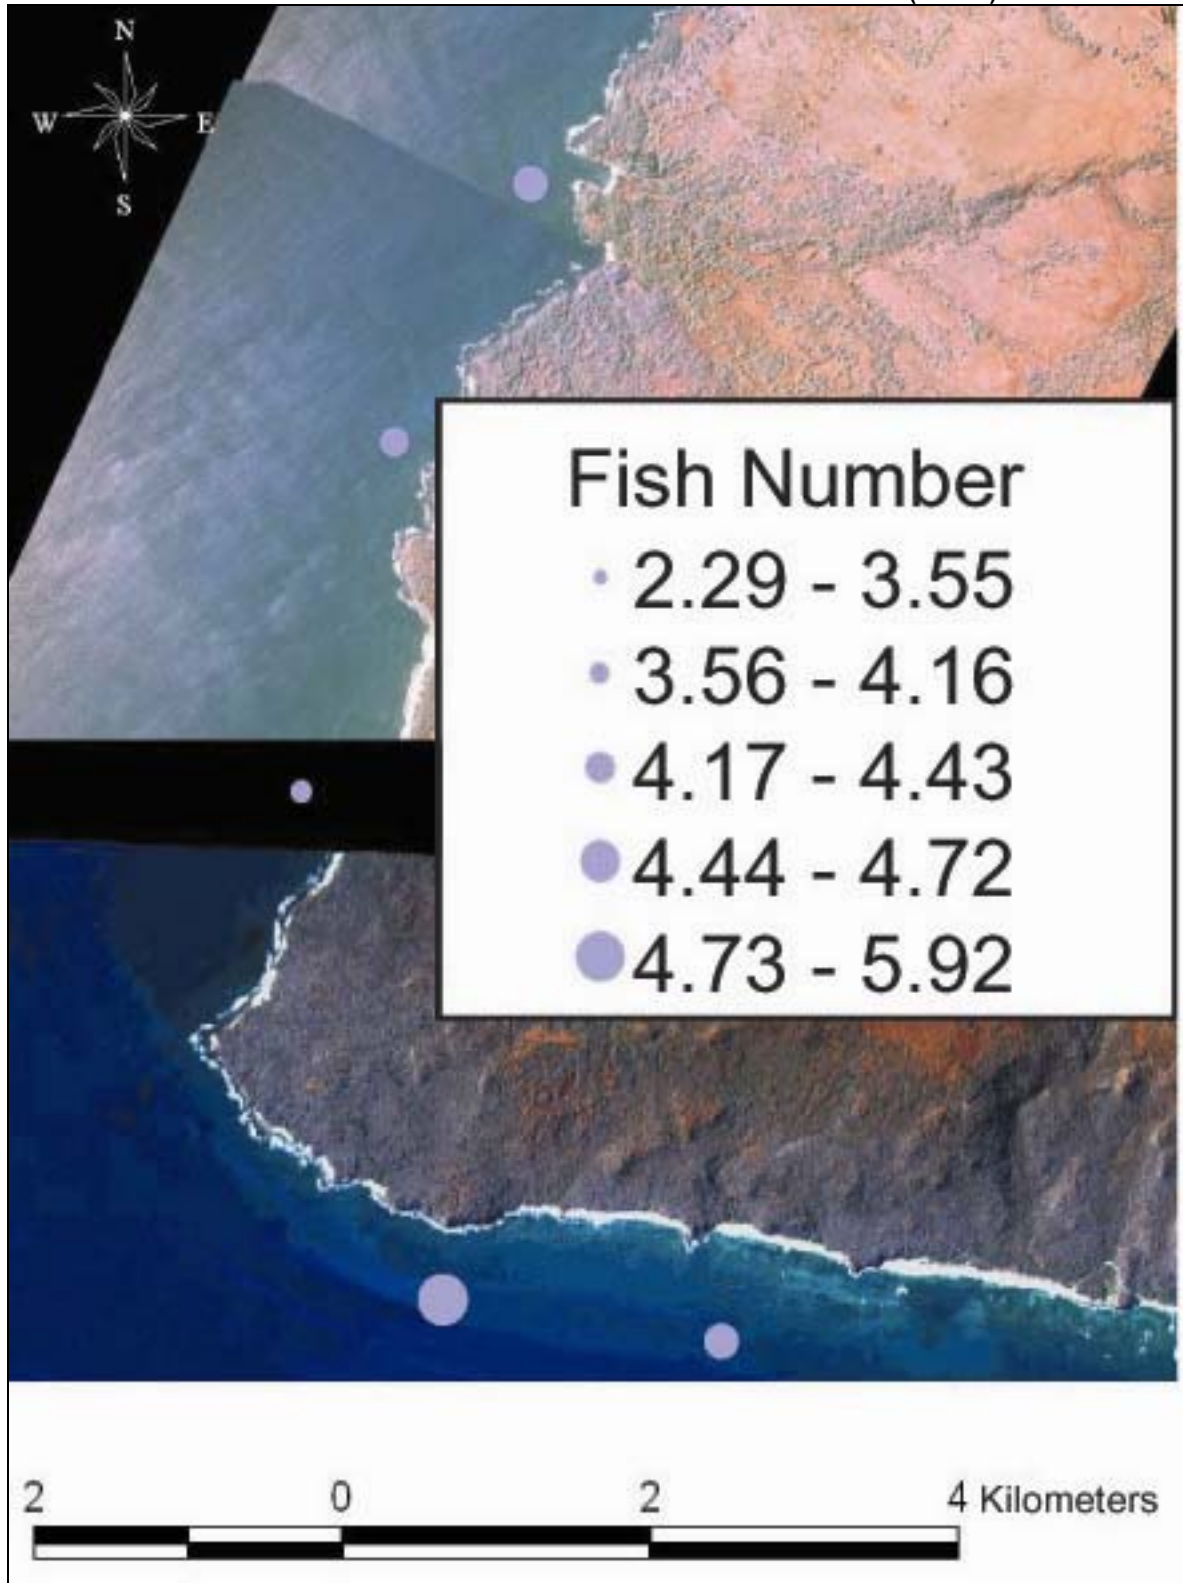 N
W E
S
Fish Number
2.29 - 3.55
3.56 - 4.16
4.17 - 4.43
4.44 - 4.72
4.73 - 5.92
2 0 2 4 Kilometers